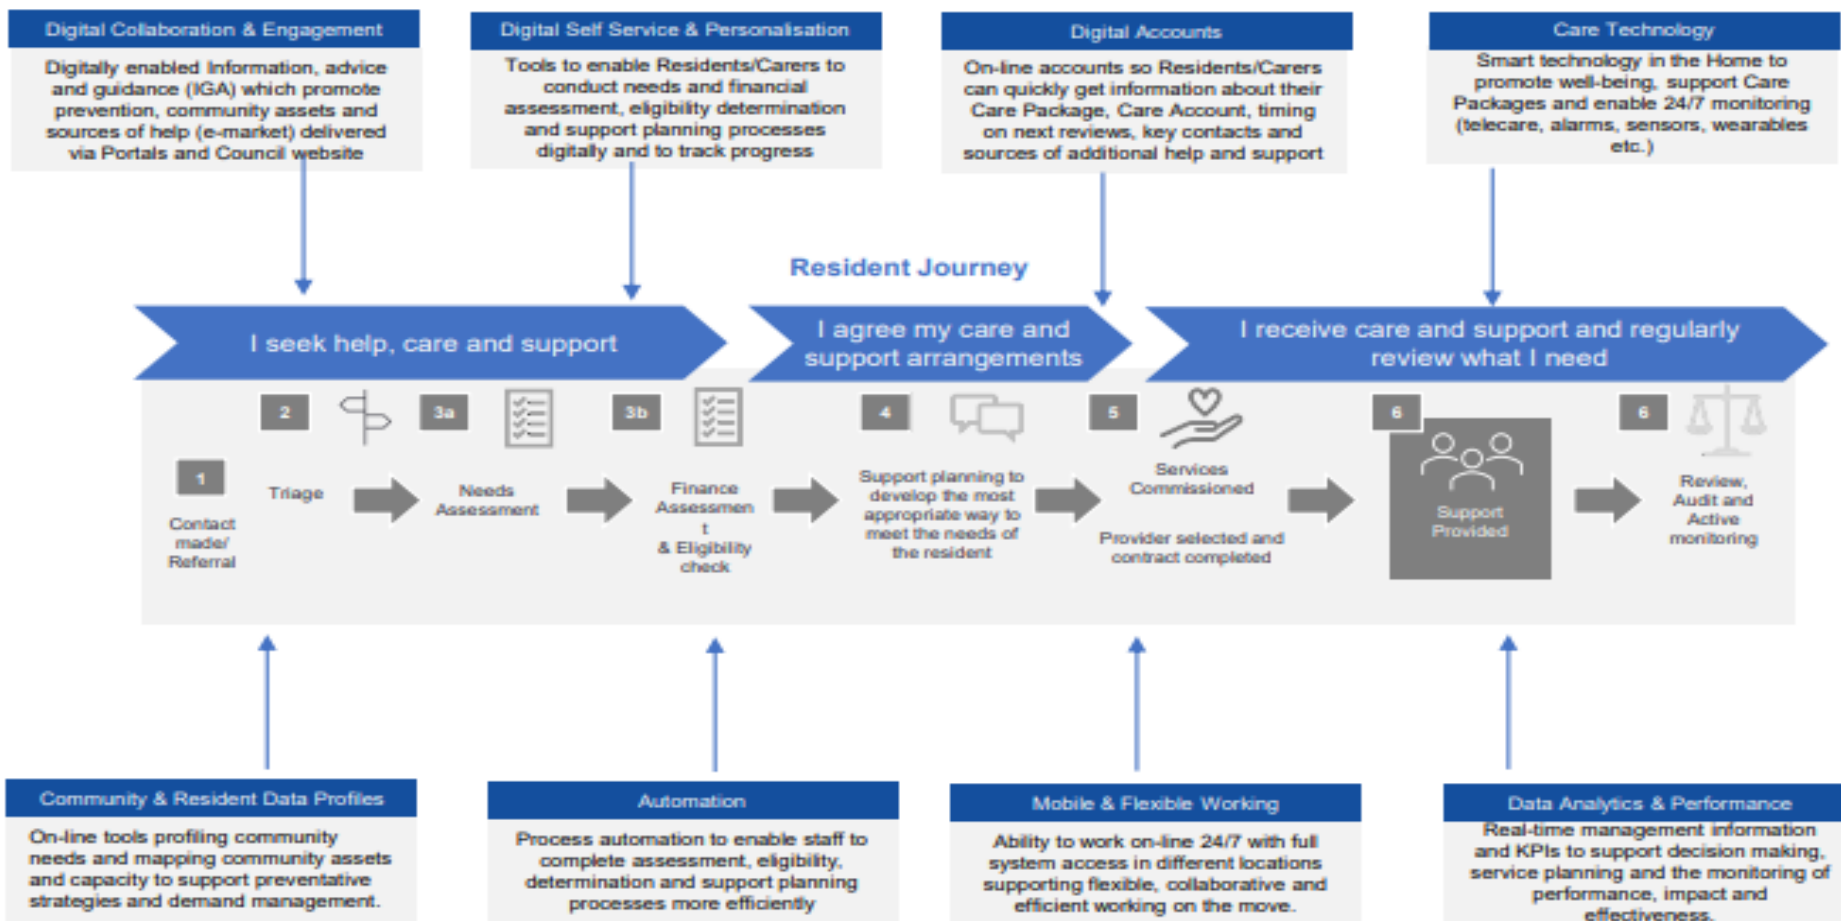 Digital Collaboration & Engagement
Digitally enabled Information, advice
and guidance (IGA) which promote
prevention, community assets and
sources of help (e-market) delivered
via Portals and Council website
Digital Self Service & Personalisation
Tools to enable Residents/Carers to
conduct needs and financial
assessment, eligibility determination
and support planning processes
digitally and to track progress
Digital Accounts
On-line accounts so Residents/Carers
can quickly get information about their
Care Package, Care Account, timing
on next reviews, key contacts and
sources of additional help and support
Care Technology
Smart technology in the Home to
promote well-being, support Care
Packages and enable 24/7 monitoring
(telecare, alarms, sensors, wearables
etc.)
Resident Journey
I seek help, care and support
I agree my care and
support arrangements
I receive care and support and regularly
review what I need
1
Contact
made/
Referral
2
Triage
3a
Needs
Assessment
3b
Finance
Assessmen
t
& Eligibility
check
4
Support planning to
develop the most
appropriate way to
meet the needs of
the resident
5
Services
Commissioned
Provider selected and
contract completed
6
Support
Provided
6
Review,
Audit and
Active
monitoring
Community & Resident Data Profiles
On-line tools profiling community
needs and mapping community assets
and capacity to support preventative
strategies and demand management.
Automation
Process automation to enable staff to
complete assessment, eligibility,
determination and support planning
processes more efficiently
Mobile & Flexible Working
Ability to work on-line 24/7 with full
system access in different locations
supporting flexible, collaborative and
efficient working on the move.
Data Analytics & Performance
Real-time management information
and KPIs to support decision making,
service planning and the monitoring of
performance, impact and
effectiveness.